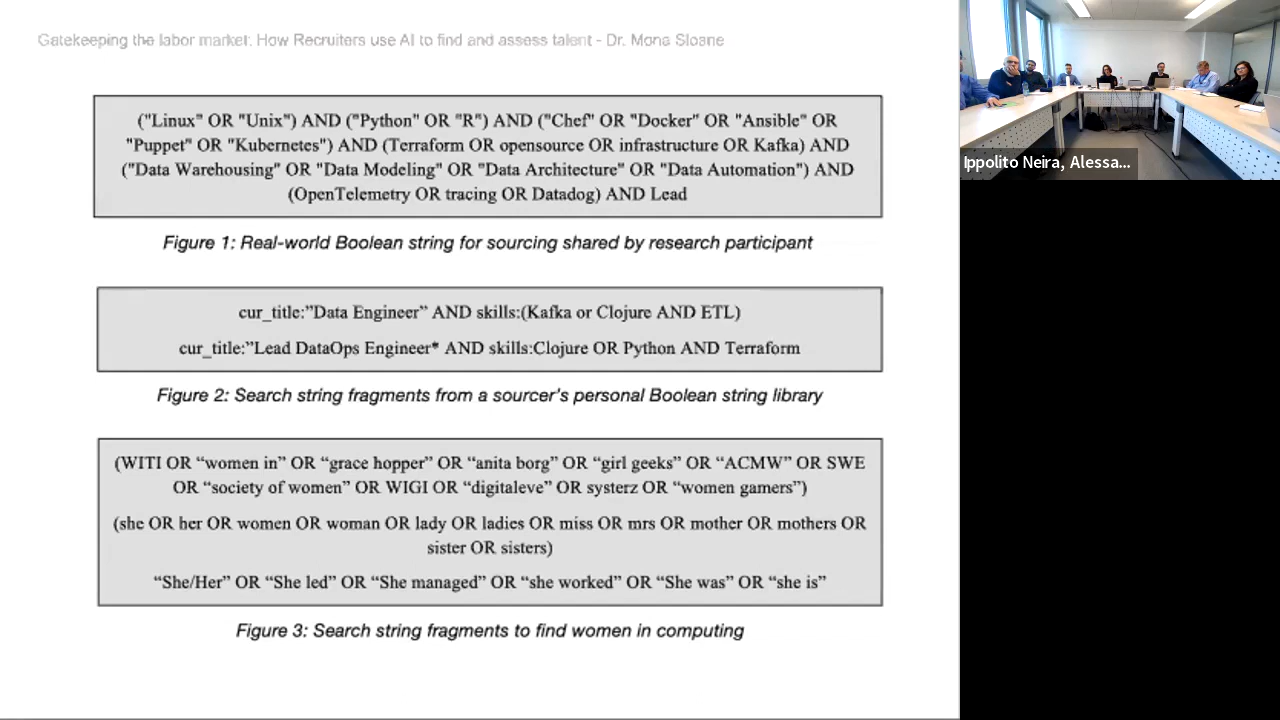 Gatekeeping the labor market: How Recruiters use AI to find and assess talent - Dr. Mona Sloane
("Linux" OR "Unix") AND ("Python" OR "R") AND ("Chef" OR "Docker" OR "Ansible" OR
"Puppet" OR "Kubernetes") AND (Terraform OR opensource OR infrastructure OR Kafka) AND
("Data Warehousing" OR "Data Modeling" OR "Data Architecture" OR "Data Automation") AND
(OpenTelemetry OR tracing OR Datadog) AND Lead
Figure 1: Real-world Boolean string for sourcing shared by research participant
cur_title:”Data Engineer” AND skills:(Kafka or Clojure AND ETL)
cur_title:”Lead DataOps Engineer* AND skills:Clojure OR Python AND Terraform
Figure 2: Search string fragments from a sourcer's personal Boolean string library
(WITI OR “women in” OR “grace hopper” OR “anita borg” OR “girl geeks” OR “ACMW” OR SWE
OR “society of women” OR WIGI OR “digitaleve” OR systerz OR “women gamers”)
(she OR her OR women OR woman OR lady OR ladies OR miss OR mrs OR mother OR mothers OR
sister OR sisters)
“She/Her” OR “She led” OR “She managed” OR “she worked” OR “She was” OR “she is”
Figure 3: Search string fragments to find women in computing
Ippolito Neira, Alessa...